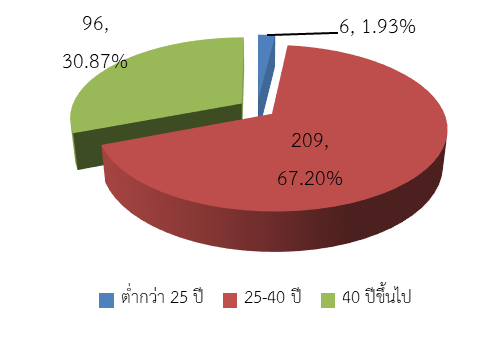 96,
30.87%
6, 1.93%
209,
67.20%
ต่ำกว่า 25 ปี
25-40 ปี
40 ปีขึ้นไป